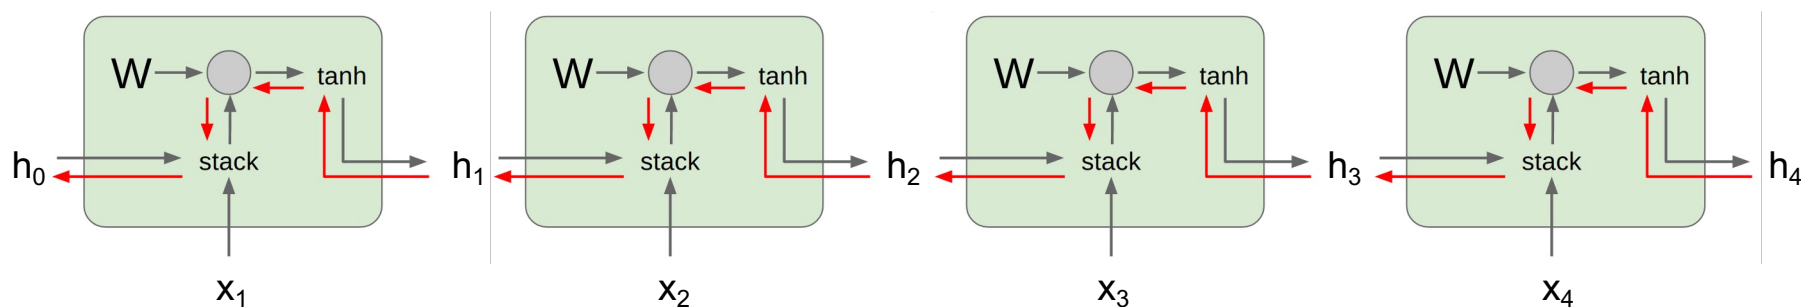 W tanh W tanh W tanh W tanh
h₀ stack h₁ stack h₂ stack h₃ stack h₄
x₁ x₂ x₃ x₄